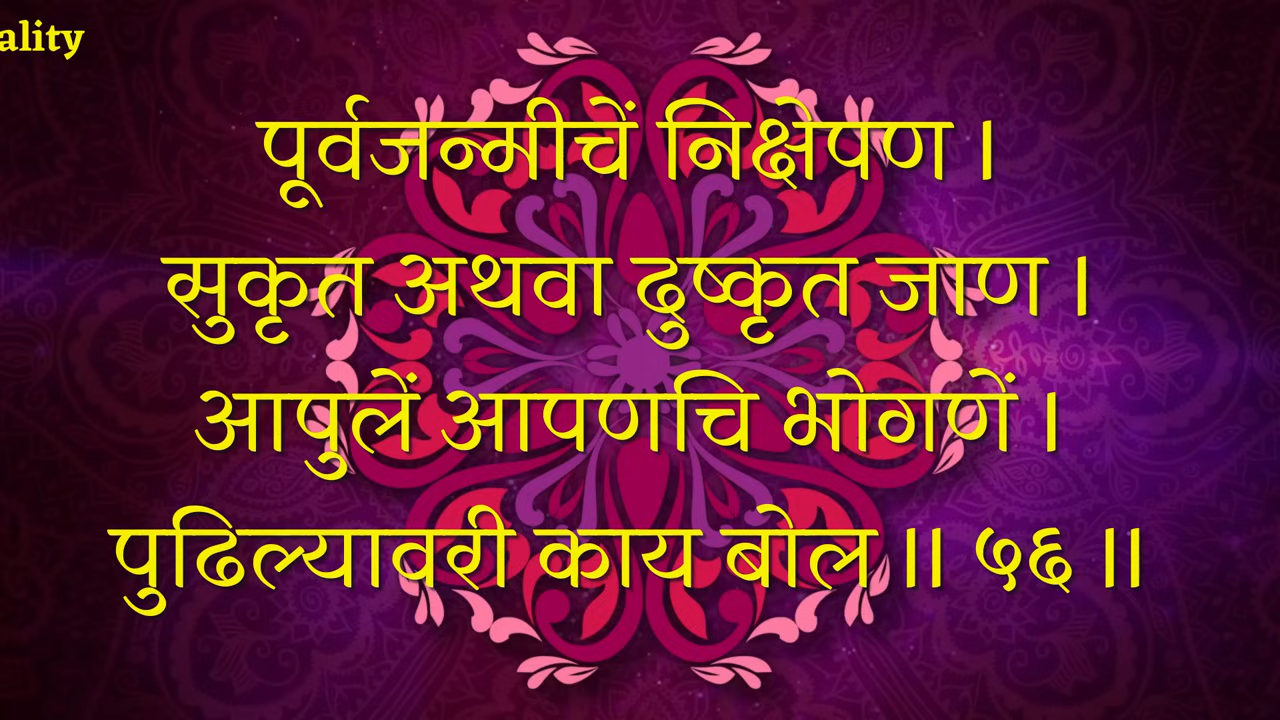 ality
पूर्वजन्मीचें निक्षेपण ।
सुकृत अथवा दुष्कृत जाण ।
आपुलें आपणचि भोगणें ।
पुढिल्यावरी काय बोल ॥ ५६ ॥